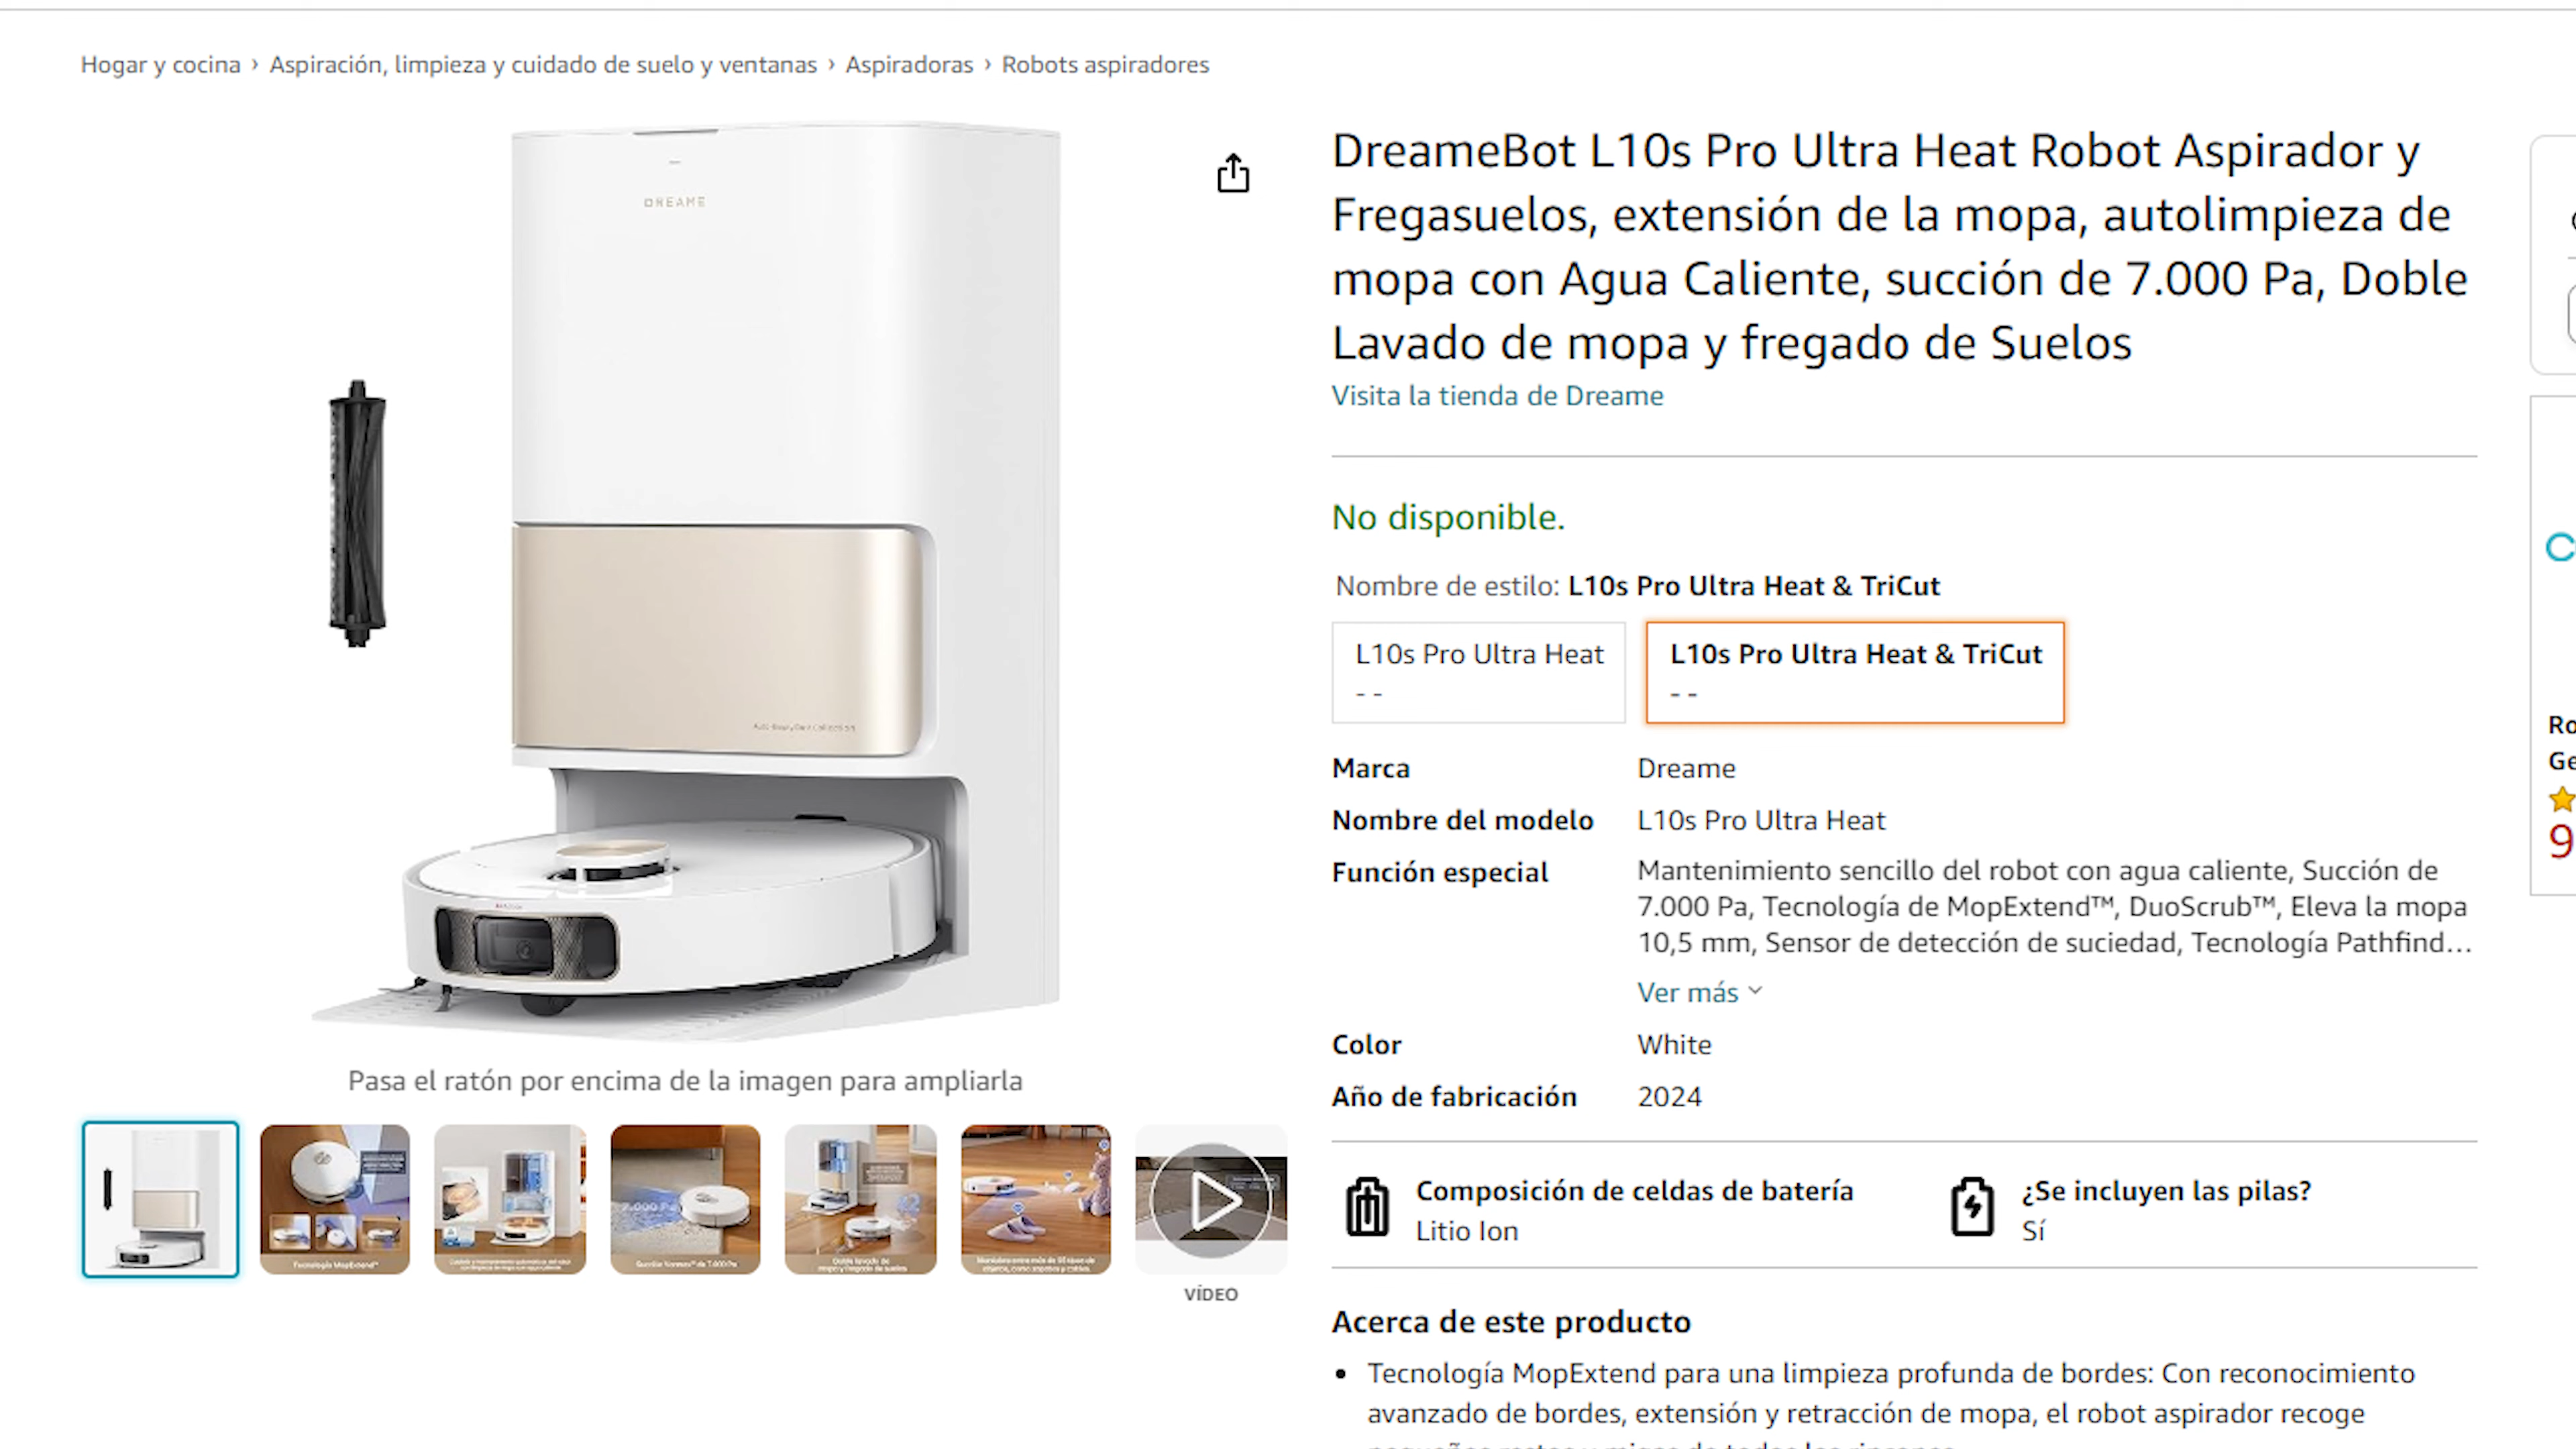 Hogar y cocina › Aspiración, limpieza y cuidado de suelo y ventanas › Aspiradoras › Robots aspiradores
DREAME
Pasa el ratón por encima de la imagen para ampliarla
Tecnología MopExtend™
7.000 Pa
VÍDEO
DreameBot L10s Pro Ultra Heat Robot Aspirador y
Fregasuelos, extensión de la mopa, autolimpieza de
mopa con Agua Caliente, succión de 7.000 Pa, Doble
Lavado de mopa y fregado de Suelos
Visita la tienda de Dreame
No disponible.
Nombre de estilo: L10s Pro Ultra Heat & TriCut
L10s Pro Ultra Heat
- -
L10s Pro Ultra Heat & TriCut
- -
Marca Dreame
Nombre del modelo L10s Pro Ultra Heat
Función especial Mantenimiento sencillo del robot con agua caliente, Succión de
7.000 Pa, Tecnología de MopExtend™, DuoScrub™, Eleva la mopa
10,5 mm, Sensor de detección de suciedad, Tecnología Pathfind...
Ver más
Color White
Año de fabricación 2024
Composición de celdas de batería
Litio Ion
¿Se incluyen las pilas?
Sí
Acerca de este producto
• Tecnología MopExtend para una limpieza profunda de bordes: Con reconocimiento
avanzado de bordes, extensión y retracción de mopa, el robot aspirador recoge
Ro
Ge
9